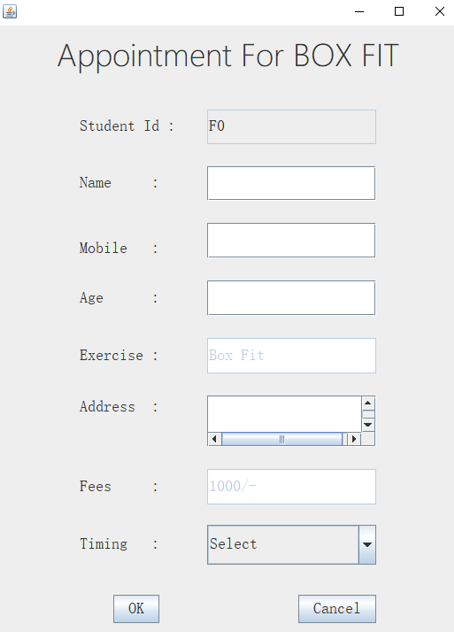 Appointment For BOX FIT
Student Id : F0
Name :
Mobile :
Age :
Exercise : Box Fit
Address :
Fees : 1000/-
Timing : Select
OK Cancel